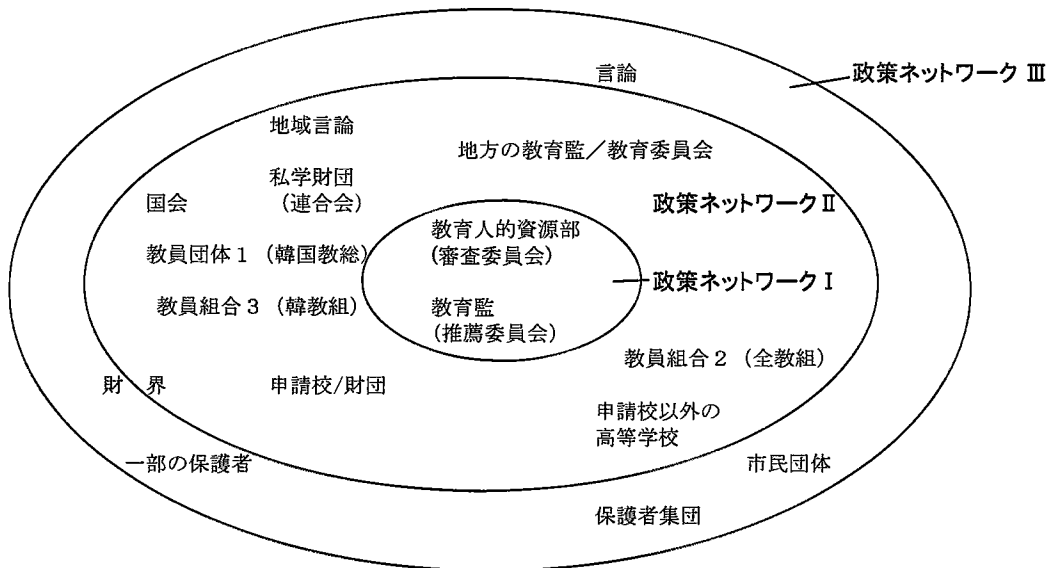 言論
政策ネットワーク Ⅲ
地域言論
地方の教育監／教育委員会
私学財団
（連合会）
国会
政策ネットワークⅡ
教育人的資源部
(審査委員会)
教員団体１（韓国教総）
政策ネットワークⅠ
教員組合３（韓教組）
教育監
(推薦委員会)
教員組合２（全教組）
財　界
申請校/財団
申請校以外の
高等学校
一部の保護者
市民団体
保護者集団